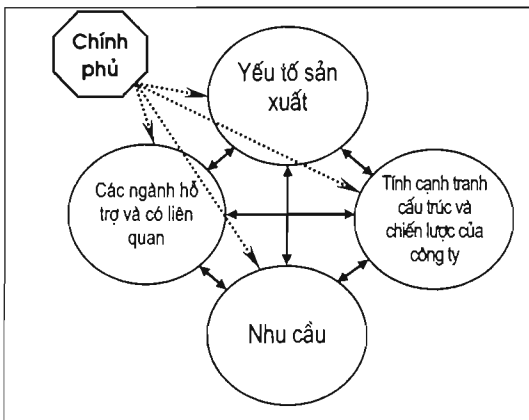 Chính
phủ
Yếu tố sản
xuất
Các ngành hỗ
trợ và có liên
quan
Tính cạnh tranh
cấu trúc và
chiến lược của
công ty
Nhu cầu